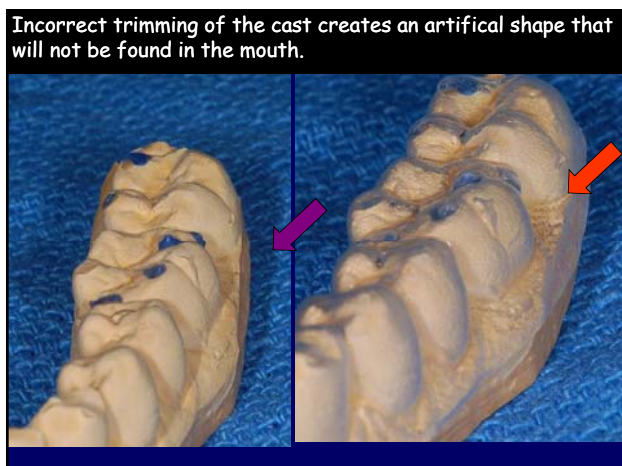 Incorrect trimming of the cast creates an artifical shape that
will not be found in the mouth.